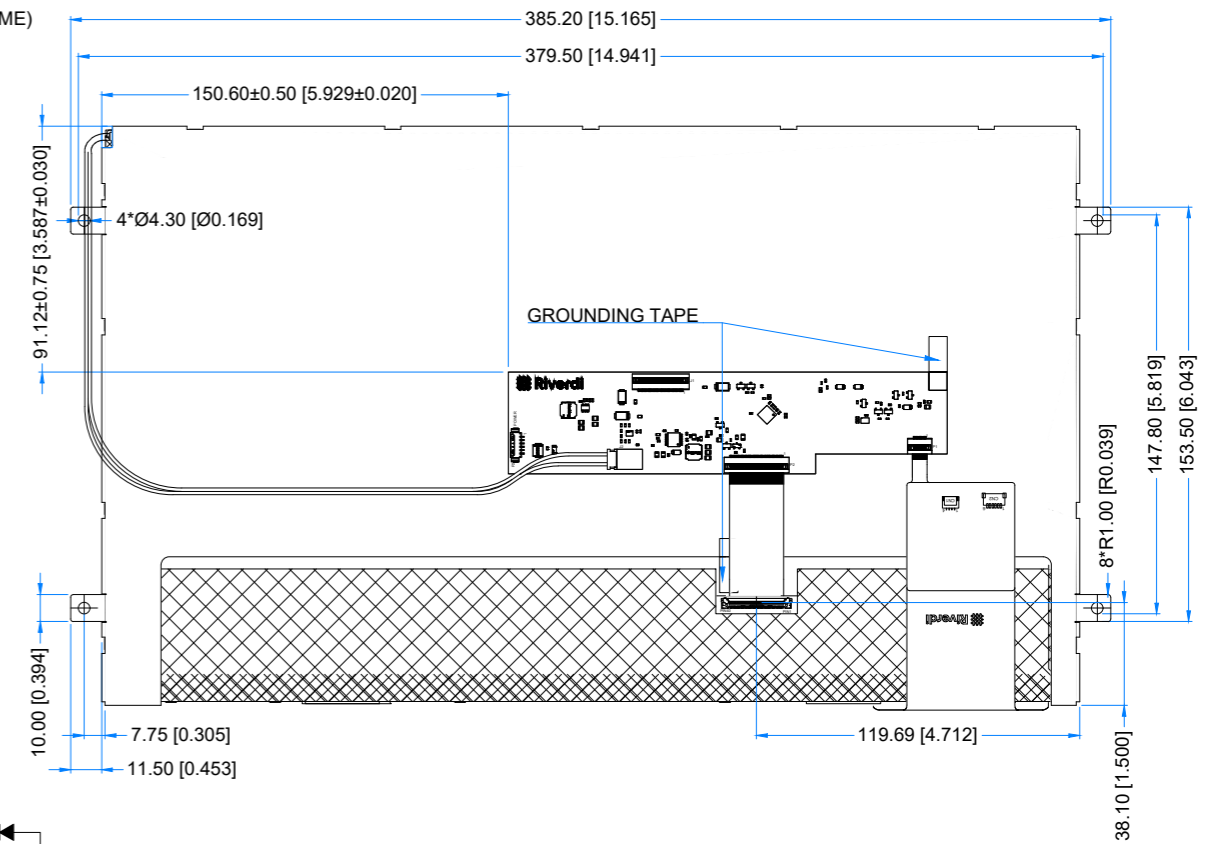 ME)
385.20 [15.165]
379.50 [14.941]
150.60±0.50 [5.929±0.020]
91.12±0.75 [3.587±0.030]
4*Ø4.30 [Ø0.169]
GROUNDING TAPE
Riverdi
147.80 [5.819]
153.50 [6.043]
8*R1.00 [R0.039]
Riverdi
10.00 [0.394]
7.75 [0.305]
11.50 [0.453]
119.69 [4.712]
38.10 [1.500]